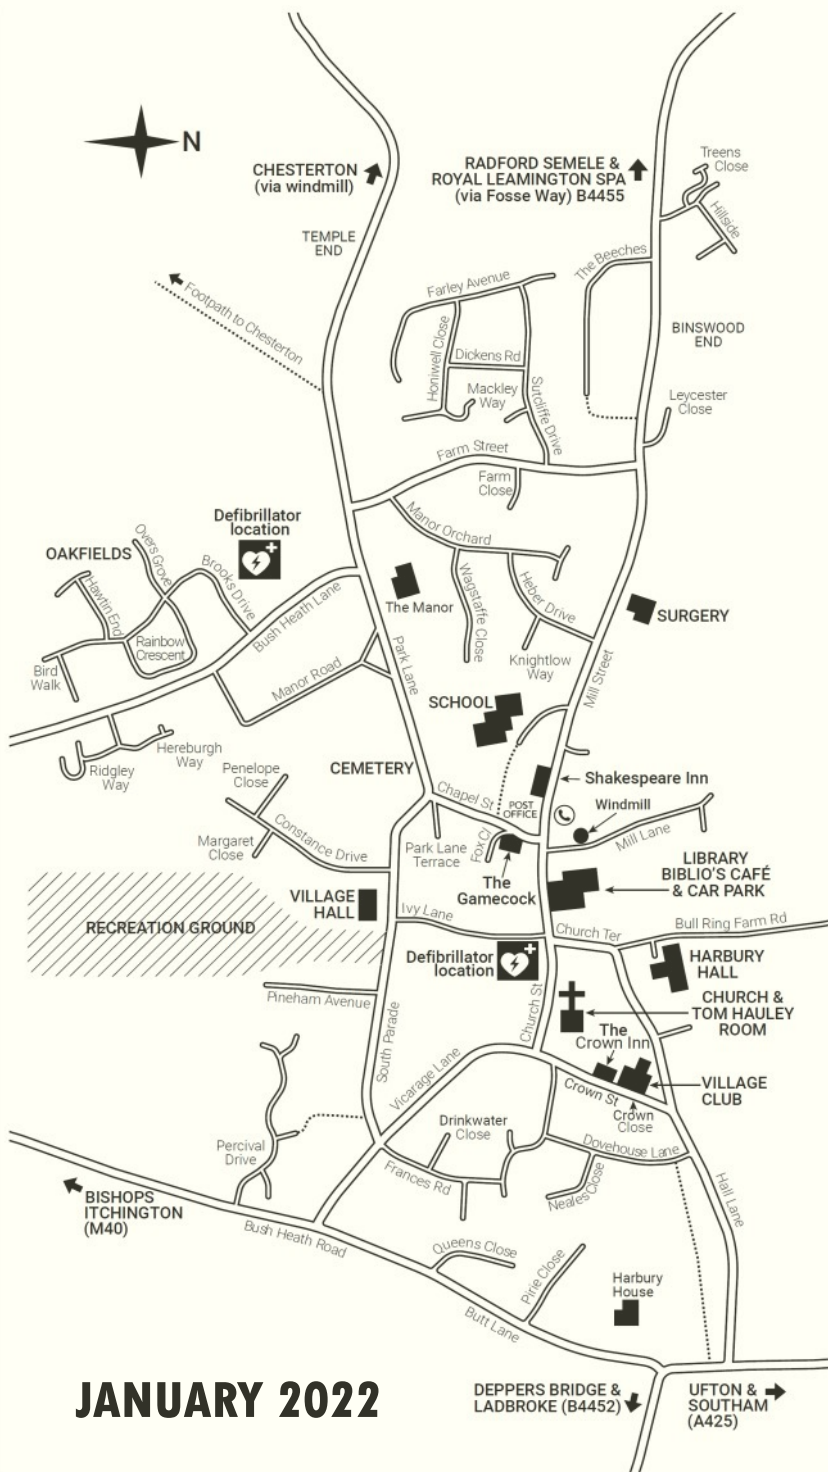 N
CHESTERTON
(via windmill)
RADFORD SEMELE &
ROYAL LEAMINGTON SPA
(via Fosse Way) B4455
Treens
Close
Hillside
TEMPLE
END
The Beeches
Footpath to Chesterton
Farley Avenue
BINSWOOD
END
Honiwell Close
Dickens Rd
Mackley
Way
Sutcliffe Drive
Leycester
Close
Farm Street
Farm
Close
Defibrillator
location
Manor Orchard
OAKFIELDS
Overs Grove
Brooks Drive
Hawtin End
Bush Heath Lane
The Manor
Wagstaffe Close
Heber Drive
SURGERY
Rainbow
Crescent
Bird
Walk
Manor Road
Park Lane
Knightlow
Way
Mill Street
SCHOOL
Hereburgh
Way
Ridgley
Way
Penelope
Close
CEMETERY
Shakespeare Inn
Chapel St
POST
OFFICE
Windmill
Margaret
Close
Constance Drive
Park Lane
Terrace
Fox Cl
Mill Lane
The
Gamecock
LIBRARY
BIBLIO'S CAFÉ
& CAR PARK
VILLAGE
HALL
Ivy Lane
RECREATION GROUND
Church Ter
Bull Ring Farm Rd
Defibrillator
location
HARBURY
HALL
Pineham Avenue
Church St
CHURCH &
TOM HAULEY
ROOM
The
Crown Inn
South Parade
Vicarage Lane
Crown St
VILLAGE
CLUB
Crown
Close
Drinkwater
Close
Percival
Drive
Dovehouse Lane
Frances Rd
Neales Close
Hall Lane
BISHOPS
ITCHINGTON
(M40)
Bush Heath Road
Queens Close
Pirie Close
Harbury
House
Butt Lane
JANUARY 2022
DEPPERS BRIDGE &
LADBROKE (B4452)
UFTON &
SOUTHAM
(A425)